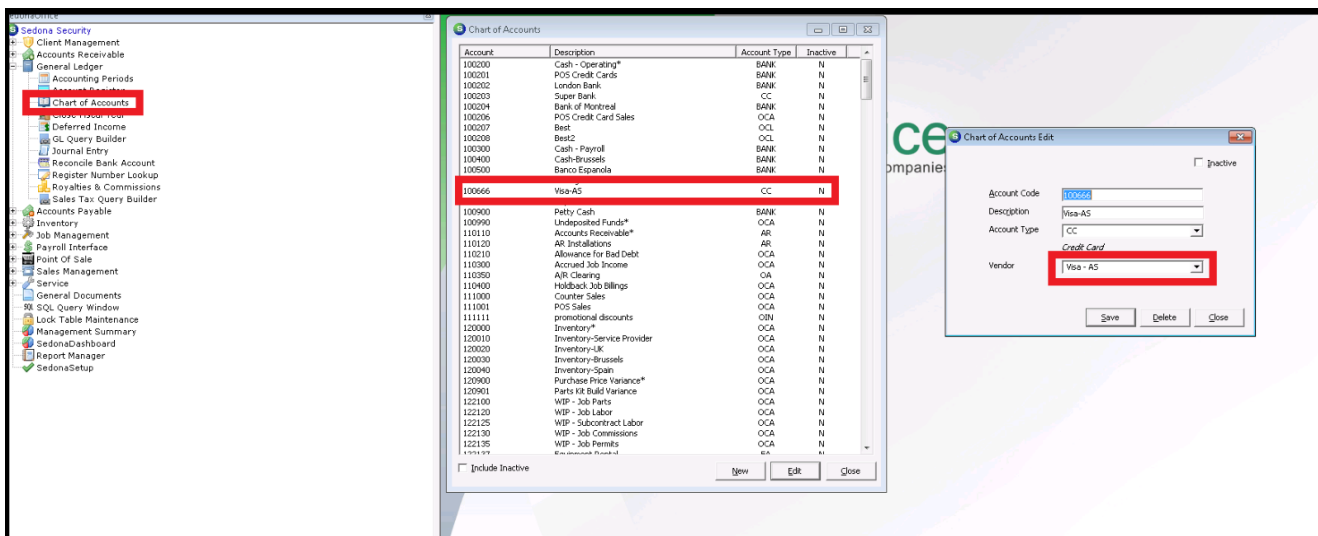 SedonaOffice
Sedona Security
Client Management
Accounts Receivable
General Ledger
Accounting Periods
Account Register
Chart of Accounts
Close Fiscal Year
Deferred Income
GL Query Builder
Journal Entry
Reconcile Bank Account
Register Number Lookup
Royalties & Commissions
Sales Tax Query Builder
Accounts Payable
Inventory
Job Management
Payroll Interface
Point Of Sale
Sales Management
Service
General Documents
SQL Query Window
Lock Table Maintenance
Management Summary
SedonaDashboard
Report Manager
SedonaSetup
Chart of Accounts
Account Description Account Type Inactive
100200 Cash - Operating* BANK N
100201 POS Credit Cards BANK N
100202 London Bank BANK N
100203 Super Bank CC N
100204 Bank of Montreal BANK N
100206 POS Credit Card Sales OCA N
100207 Best OCL N
100208 Best2 OCL N
100300 Cash - Payroll BANK N
100400 Cash-Brussels BANK N
100500 Banco Espanola BANK N
100666 Visa-AS CC N
100900 Petty Cash BANK N
100990 Undeposited Funds* OCA N
110110 Accounts Receivable* AR N
110120 AR Installations AR N
110210 Allowance for Bad Debt OCA N
110300 Accrued Job Income OCA N
110350 A/R Clearing OA N
110400 Holdback Job Billings OCA N
111000 Counter Sales OCA N
111001 POS Sales OCA N
111111 promotional discounts OIN N
120000 Inventory* OCA N
120010 Inventory-Service Provider OCA N
120020 Inventory-UK OCA N
120030 Inventory-Brussels OCA N
120040 Inventory-Spain OCA N
120900 Purchase Price Variance* OCA N
120901 Parts Kit Build Variance OCA N
122100 WIP - Job Parts OCA N
122120 WIP - Job Labor OCA N
122125 WIP - Subcontract Labor OCA N
122130 WIP - Job Commissions OCA N
122135 WIP - Job Permits OCA N
122137 Equipment Rental FA N
Include Inactive New Edit Close
ce
ompanies
Chart of Accounts Edit
Inactive
Account Code 100666
Description Visa-AS
Account Type CC
Credit Card
Vendor Visa - AS
Save Delete Close